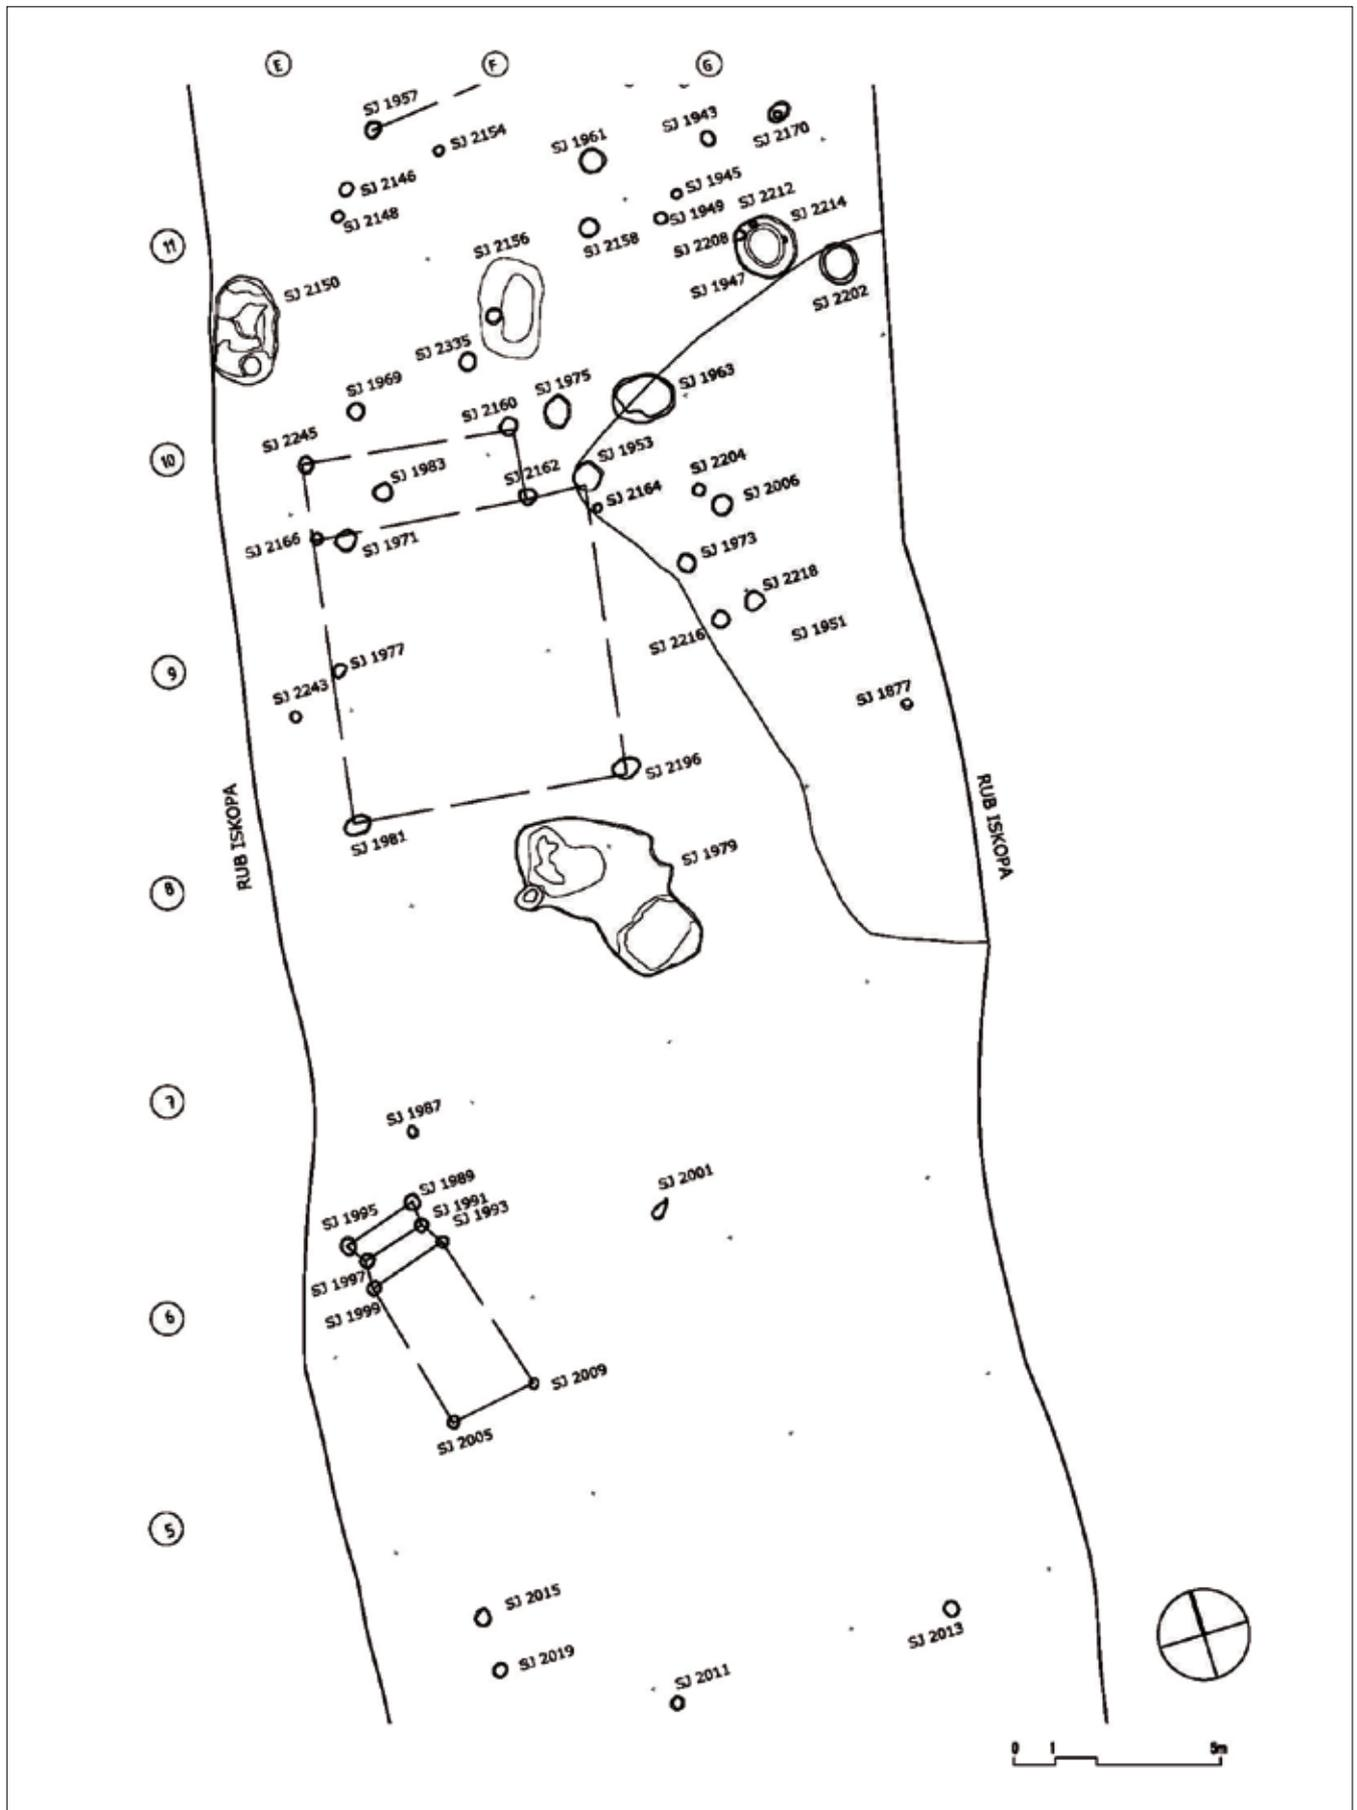 E
F
G
SJ 1957
SJ 2154
SJ 1961
SJ 1943
SJ 2170
SJ 2146
SJ 2148
SJ 1945
SJ 2212
SJ 1949
SJ 2214
SJ 2158
SJ 2208
11
SJ 2156
SJ 2150
SJ 1947
SJ 2202
SJ 2335
SJ 1969
SJ 1975
SJ 1963
SJ 2160
SJ 2245
10
SJ 1983
SJ 2162
SJ 1953
SJ 2204
SJ 2164
SJ 2006
SJ 2166
SJ 1971
SJ 1973
SJ 2218
SJ 2216
SJ 1951
9
SJ 1977
SJ 2243
SJ 1877
SJ 2196
RUB ISKOPA
RUB ISKOPA
SJ 1981
SJ 1979
8
7
SJ 1987
SJ 1989
SJ 2001
SJ 1995
SJ 1991
SJ 1993
SJ 1997
SJ 1999
6
SJ 2009
SJ 2005
5
SJ 2015
SJ 2013
SJ 2019
SJ 2011
0 1 5m